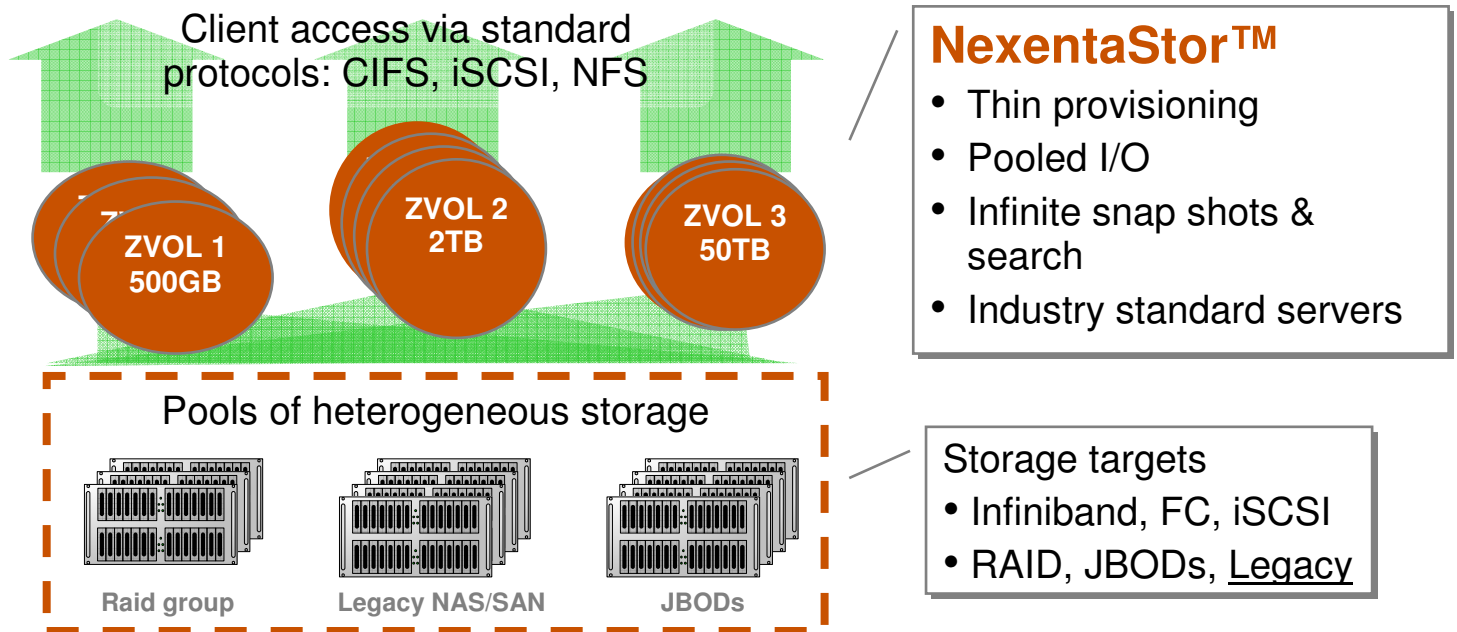 Client access via standard
protocols: CIFS, iSCSI, NFS
ZVOL 1
500GB
ZVOL 2
2TB
ZVOL 3
50TB
NexentaStor™
• Thin provisioning
• Pooled I/O
• Infinite snap shots &
search
• Industry standard servers
Pools of heterogeneous storage
Raid group
Legacy NAS/SAN
JBODs
Storage targets
• Infiniband, FC, iSCSI
• RAID, JBODs, Legacy